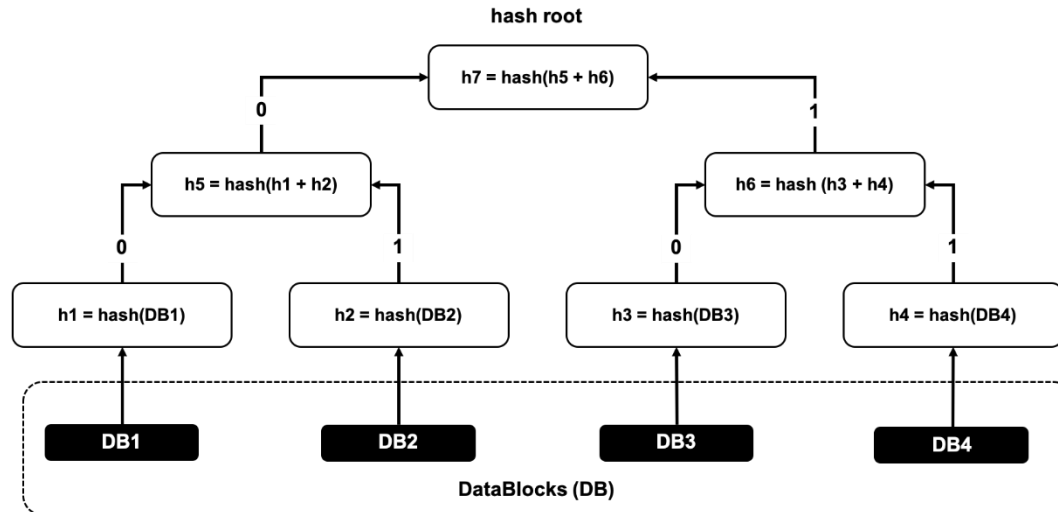 hash root
h7 = hash(h5 + h6)
0
1
h5 = hash(h1 + h2)
h6 = hash (h3 + h4)
0
1
0
1
h1 = hash(DB1)
h2 = hash(DB2)
h3 = hash(DB3)
h4 = hash(DB4)
DB1
DB2
DB3
DB4
DataBlocks (DB)